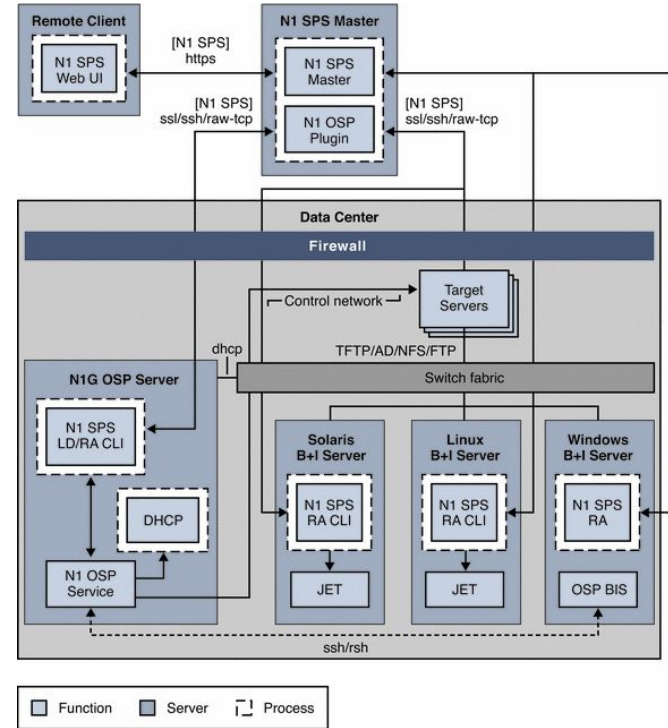 Remote Client
N1 SPS
Web UI
[N1 SPS]
https
N1 SPS Master
N1 SPS
Master
N1 OSP
Plugin
[N1 SPS]
ssl/ssh/raw-tcp
[N1 SPS]
ssl/ssh/raw-tcp
Data Center
Firewall
Control network
Target
Servers
dhcp
TFTP/AD/NFS/FTP
Switch fabric
N1G OSP Server
N1 SPS
LD/RA CLI
DHCP
N1 OSP
Service
Solaris
B+I Server
N1 SPS
RA CLI
JET
Linux
B+I Server
N1 SPS
RA CLI
JET
Windows
B+I Server
N1 SPS
RA
OSP BIS
ssh/rsh
Function
Server
Process